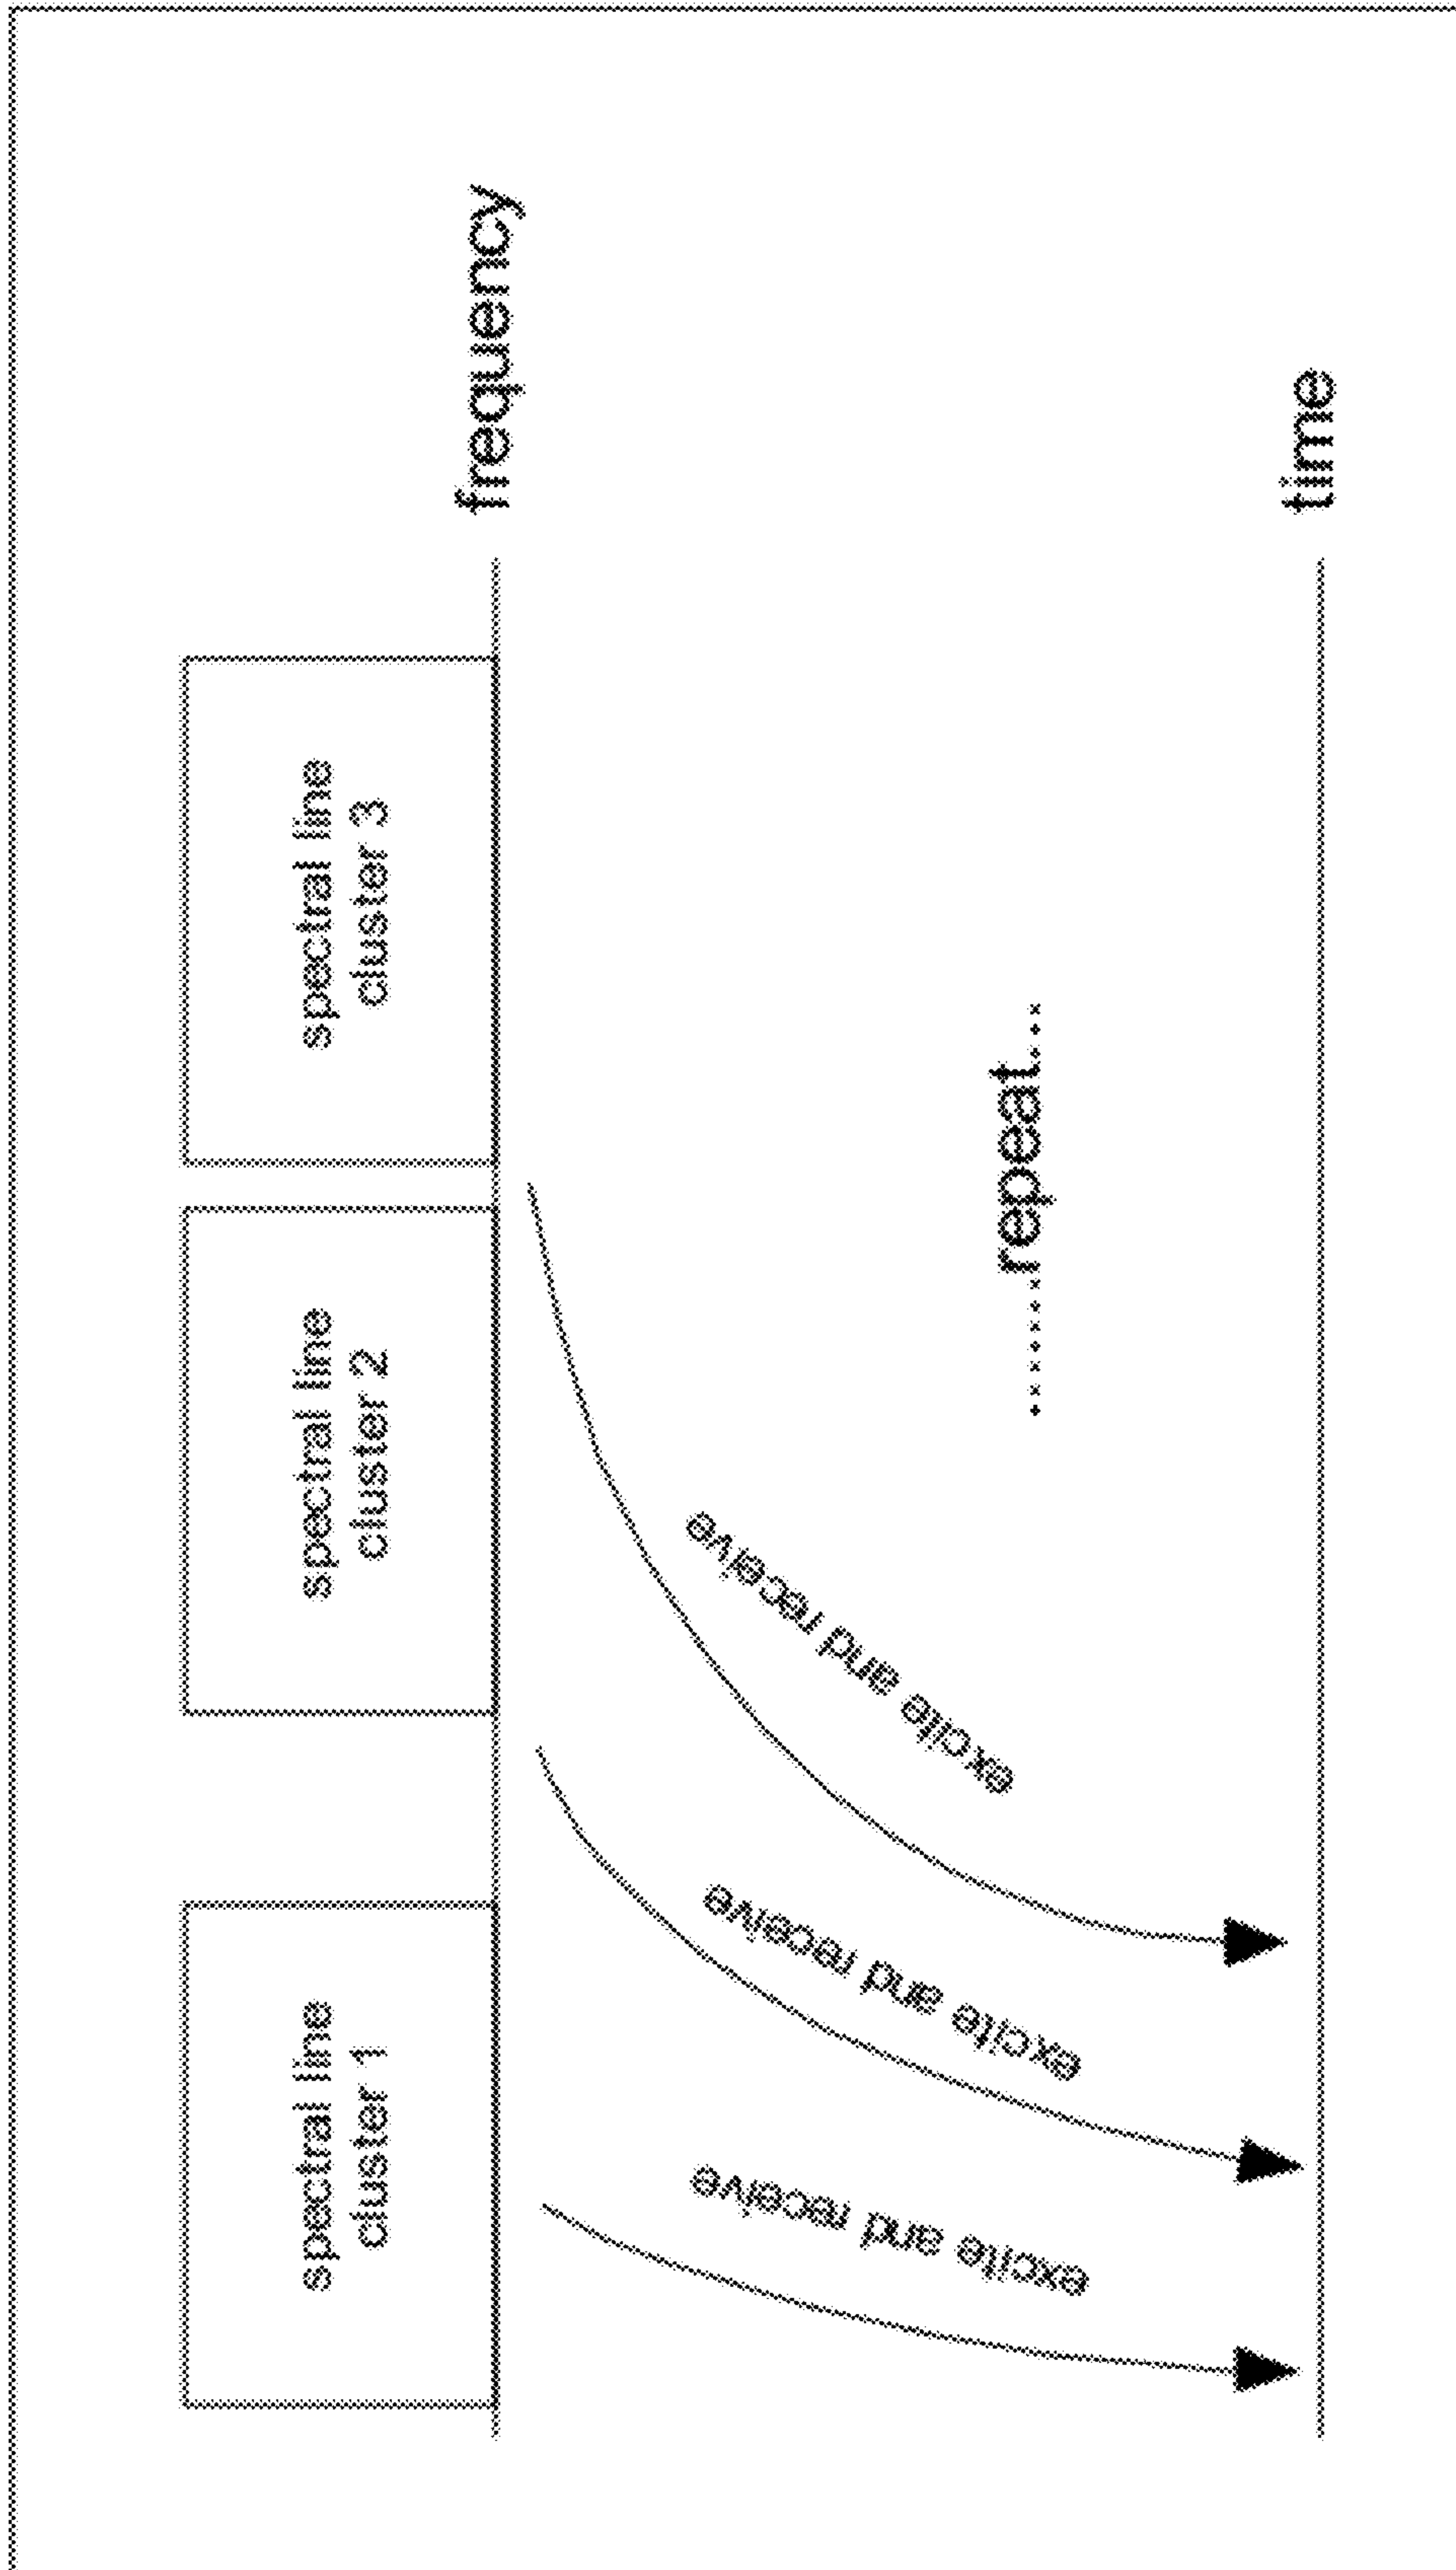 spectral line
cluster 1
spectral line
cluster 2
spectral line
cluster 3
frequency
excite and receive
excite and receive
excite and receive
.......repeat....
time